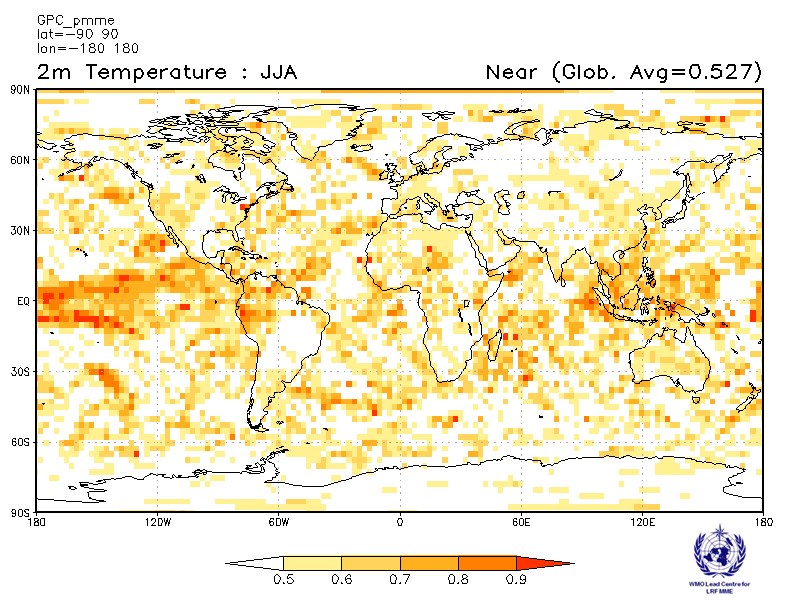 GPC_pmme
lat=−90 90
lon=−180 180
2m Temperature : JJA Near (Glob. Avg=0.527)
90N
60N
30N
EQ
30S
60S
90S
180 120W 60W 0 60E 120E 180
0.5 0.6 0.7 0.8 0.9
WMO Lead Centre for
LRF MME